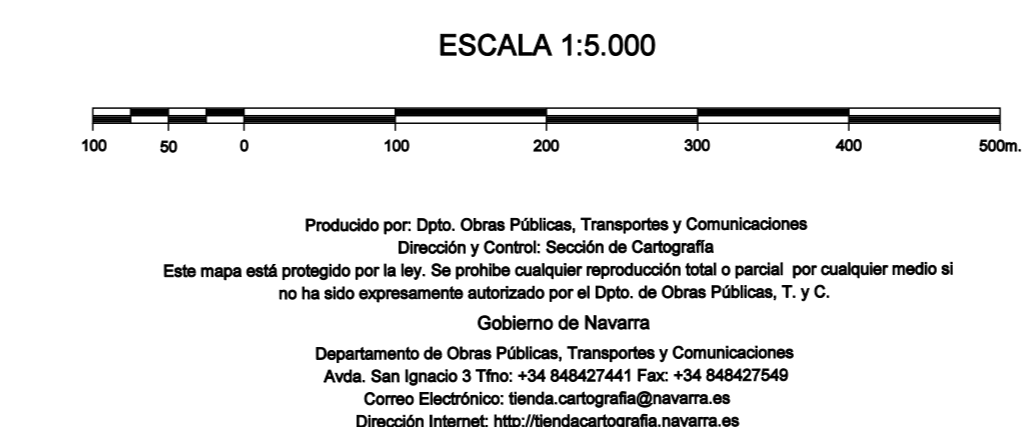 ESCALA 1:5.000
100 50 0 100 200 300 400 500m.
Producido por: Dpto. Obras Públicas, Transportes y Comunicaciones
Dirección y Control: Sección de Cartografía
Este mapa está protegido por la ley. Se prohibe cualquier reproducción total o parcial por cualquier medio si
no ha sido expresamente autorizado por el Dpto. de Obras Públicas, T. y C.
Gobierno de Navarra
Departamento de Obras Públicas, Transportes y Comunicaciones
Avda. San Ignacio 3 Tfno: +34 848427441 Fax: +34 848427549
Correo Electrónico: tienda.cartografia@navarra.es
Dirección Internet: http://tiendacartografia.navarra.es